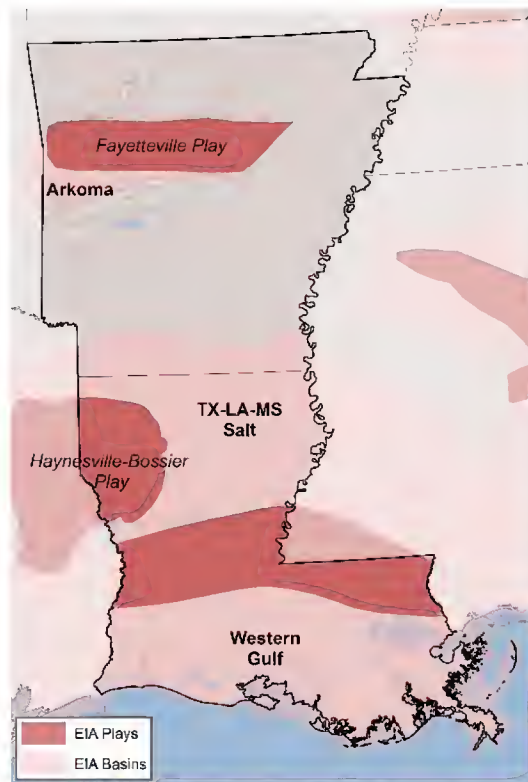 Fayetteville Play
Arkoma
TX-LA-MS
Salt
Haynesville-Bossier
Play
Western
Gulf
EIA Plays
EIA Basins